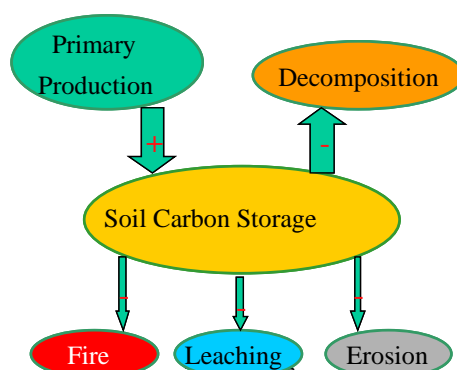 Primary
Production
Decomposition
+
-
Soil Carbon Storage
-
-
-
Fire
Leaching
Erosion